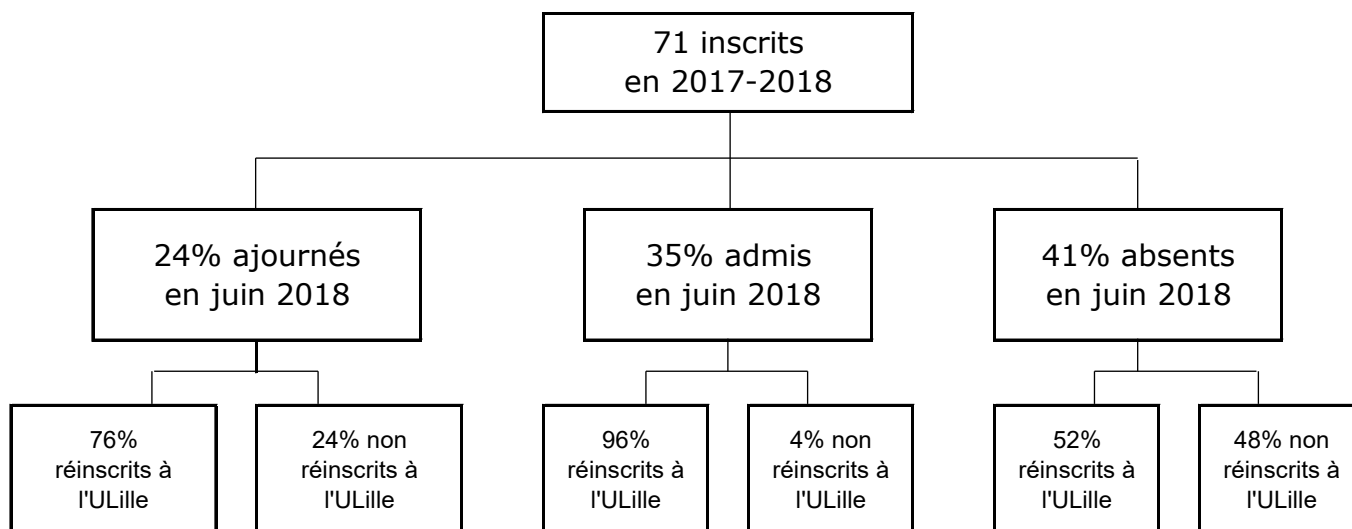 71 inscrits
en 2017-2018
24% ajournés
en juin 2018
35% admis
en juin 2018
41% absents
en juin 2018
76%
réinscrits à
l'ULille
24% non
réinscrits à
l'ULille
96%
réinscrits à
l'ULille
4% non
réinscrits à
l'ULille
52%
réinscrits à
l'ULille
48% non
réinscrits à
l'ULille